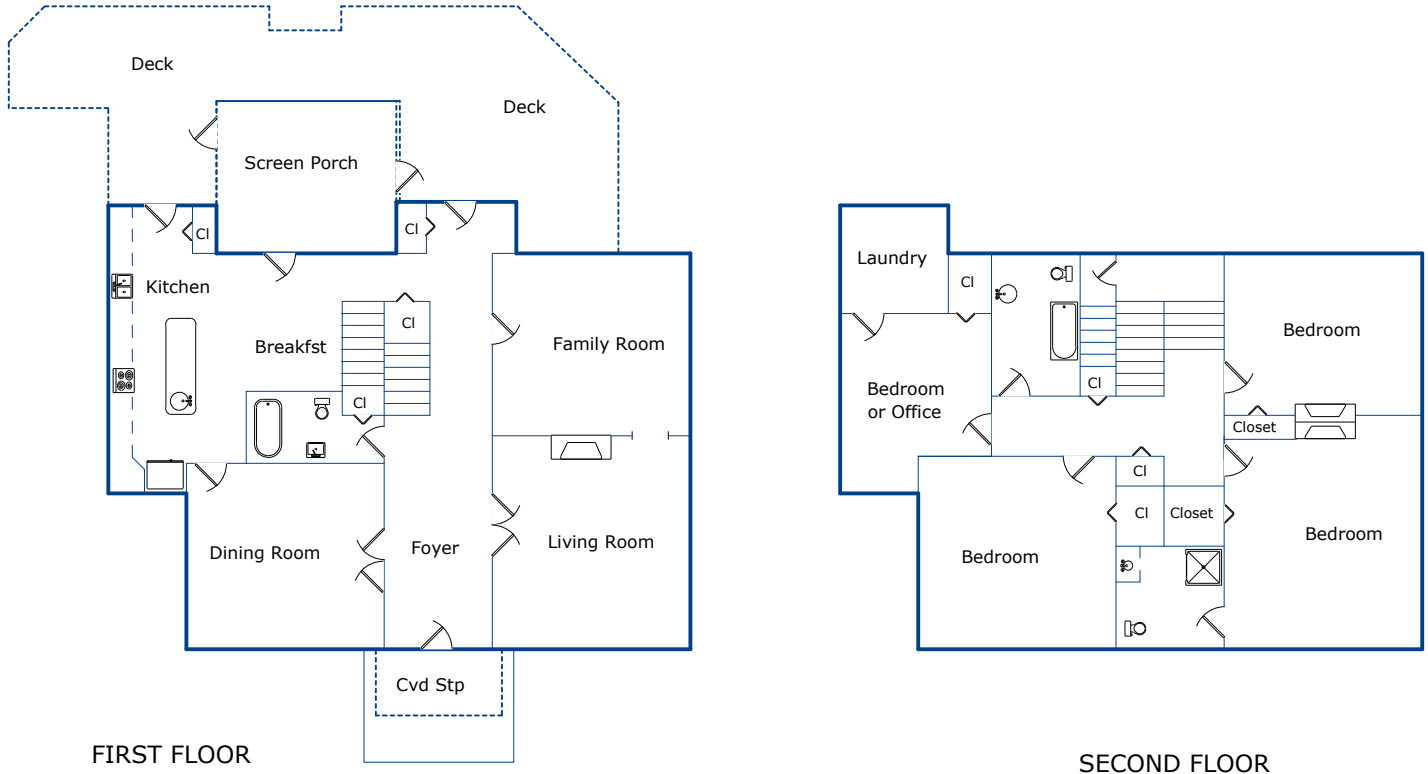 Deck
Deck
Screen Porch
Cl
Cl
Kitchen
Cl
Breakfst
Family Room
Cl
Dining Room
Foyer
Living Room
Cvd Stp
FIRST FLOOR
Laundry
Cl
Bedroom
Bedroom
or Office
Cl
Closet
Cl
Cl
Closet
Bedroom
Bedroom
SECOND FLOOR